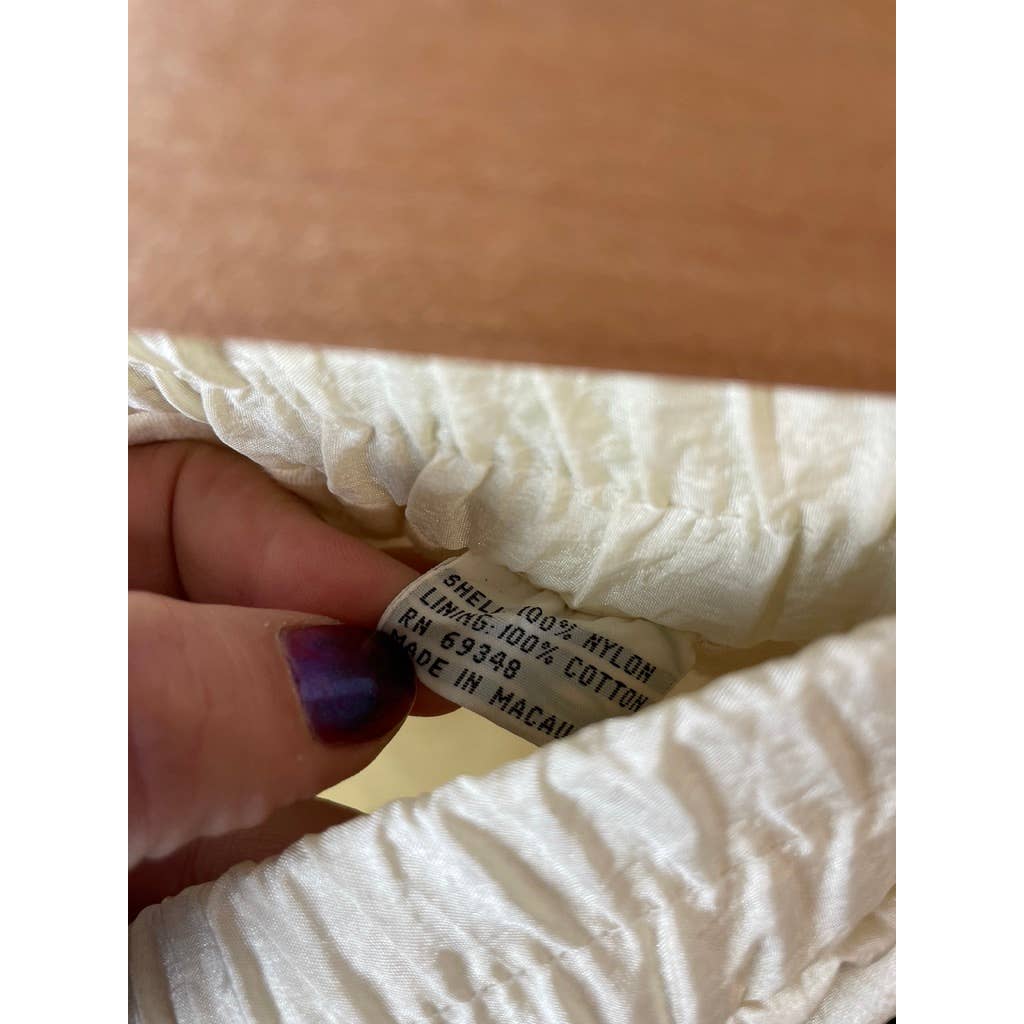 SHELL 100% NYLON
LINING: 100% COTTON
RN 69348
MADE IN MACAU